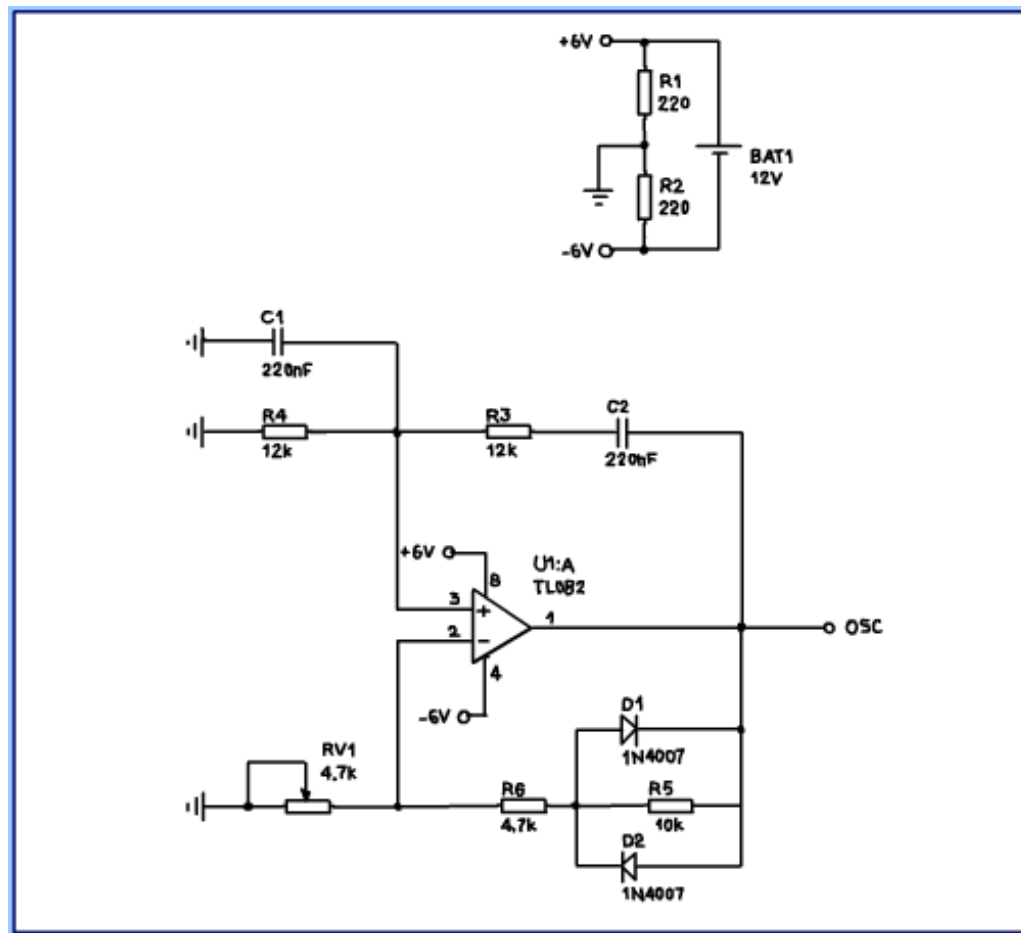 +6V
R1
220
BAT1
12V
R2
220
-6V
C1
220nF
R4
12k
R3
12k
C2
220nF
+6V
8
U1:A
TL082
3
+
2
-
1
OSC
4
-6V
D1
1N4007
RV1
4.7k
R6
4.7k
R5
10k
D2
1N4007